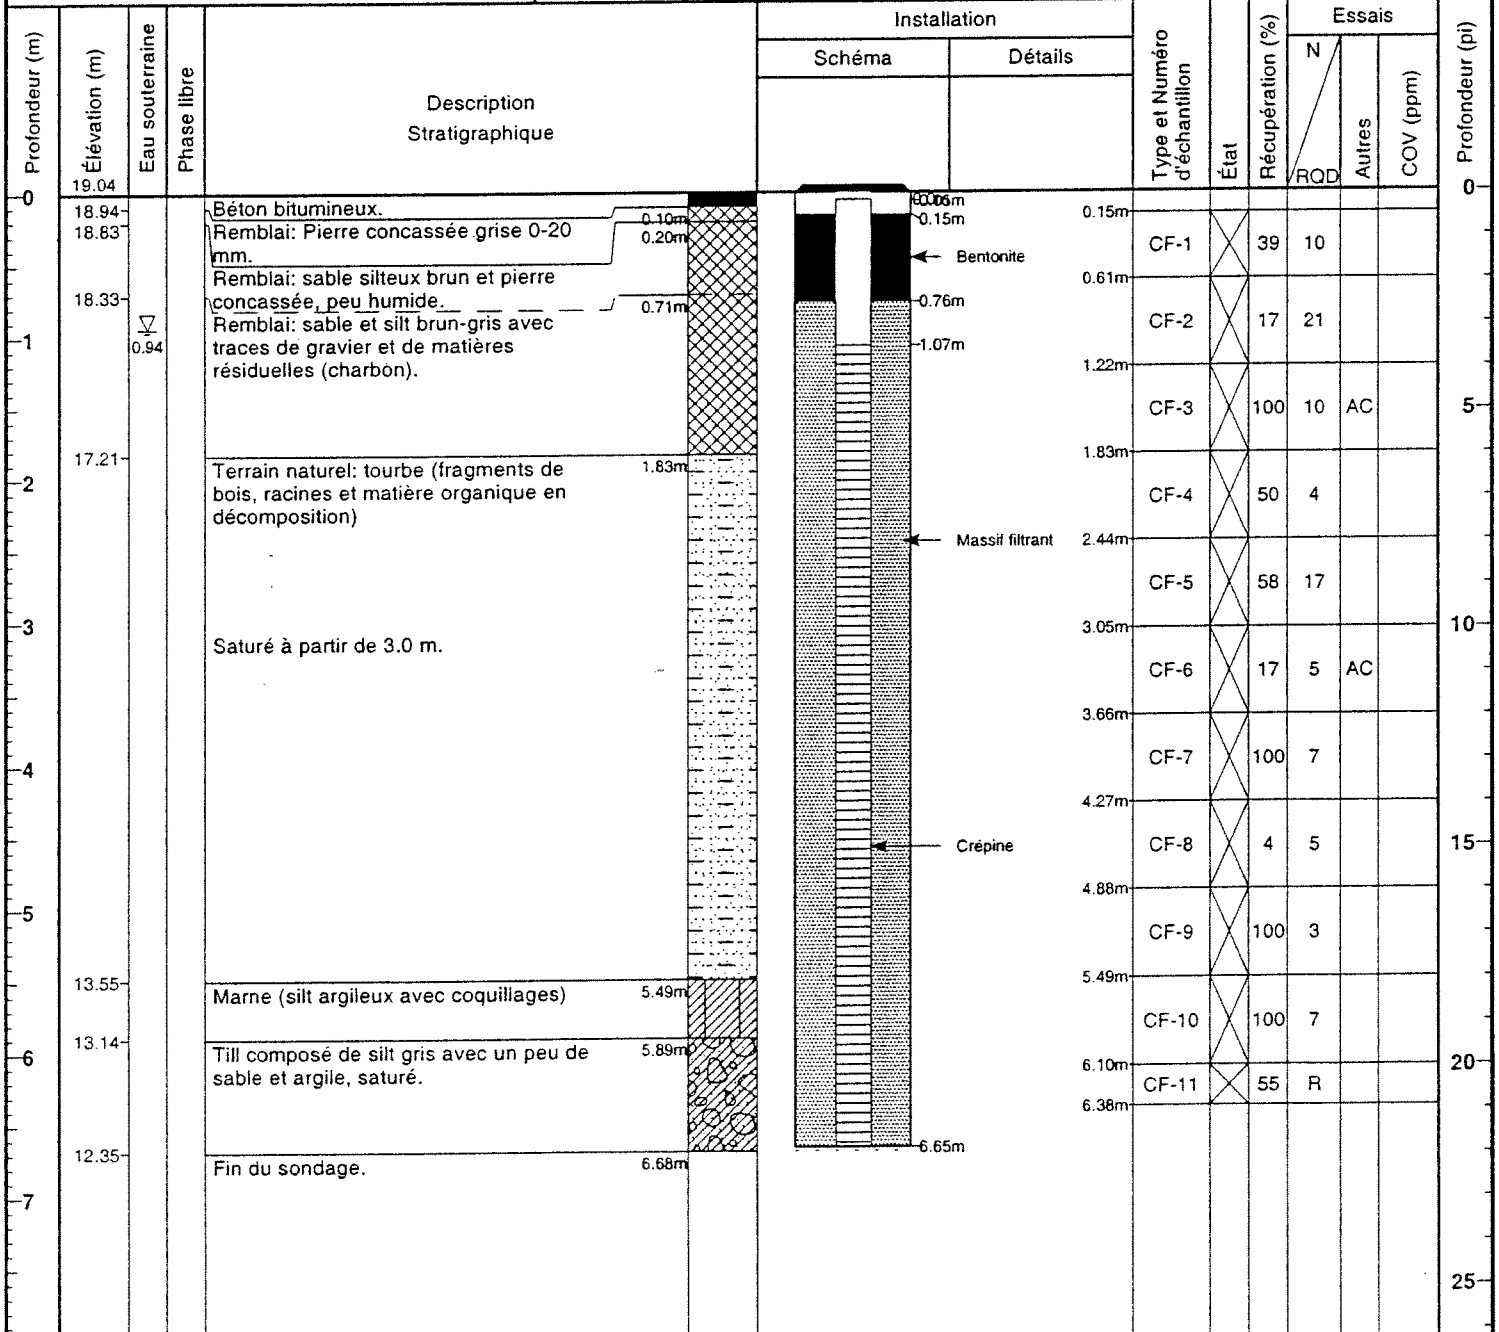 Profondeur (m)
Élévation (m)
Eau souterraine
Phase libre
Description
Stratigraphique
Installation
Schéma
Détails
Type et Numéro
d'échantillon
État
Récupération (%)
Essais
N
RQD
Autres
COV (ppm)
Profondeur (pi)
19.04
0
18.94
Béton bitumineux.
0.10m
18.83
Remblai: Pierre concassée grise 0-20
mm.
0.20m
Remblai: sable silteux brun et pierre
concassée, peu humide.
18.33
0.71m
Remblai: sable et silt brun-gris avec
traces de gravier et de matières
résiduelles (charbon).
0.94
1
17.21
Terrain naturel: tourbe (fragments de
bois, racines et matière organique en
décomposition)
1.83m
2
3
Saturé à partir de 3.0 m.
4
5
13.55
Marne (silt argileux avec coquillages)
5.49m
13.14
Till composé de silt gris avec un peu de
sable et argile, saturé.
5.89m
6
12.35
Fin du sondage.
6.68m
7
0.15m
Bentonite
0.76m
1.07m
Massif filtrant
Crépine
6.65m
0.15m
CF-1 39 10
0.61m
CF-2 17 21
1.22m
CF-3 100 10 AC
1.83m
CF-4 50 4
2.44m
CF-5 58 17
3.05m
CF-6 17 5 AC
3.66m
CF-7 100 7
4.27m
CF-8 4 5
4.88m
CF-9 100 3
5.49m
CF-10 100 7
6.10m
CF-11 55 R
6.38m
0
5
10
15
20
25